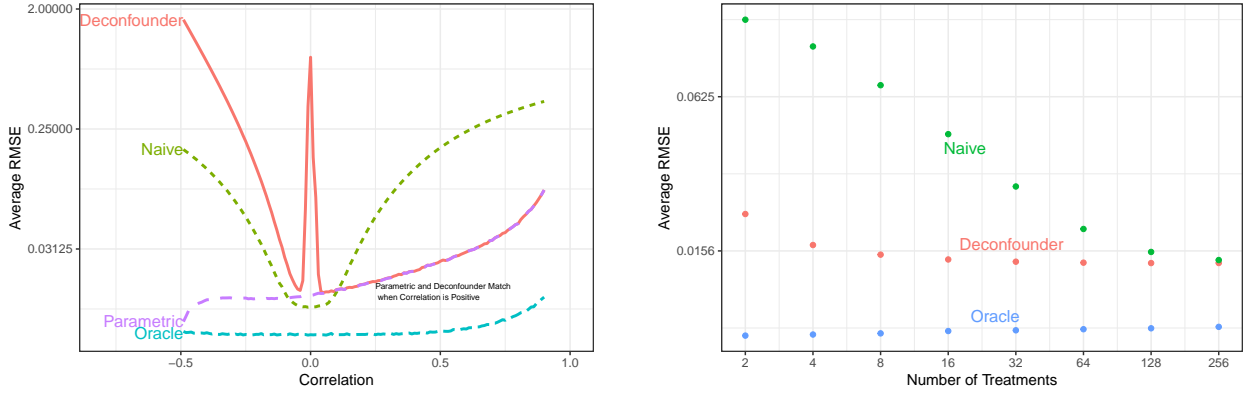 2.00000
0.25000
0.03125
Average RMSE
Deconfounder
Naive
Parametric
Oracle
Parametric and Deconfounder Match
when Correlation is Positive
−0.5
0.0
0.5
1.0
Correlation
0.0625
0.0156
Average RMSE
Naive
Deconfounder
Oracle
2
4
8
16
32
64
128
256
Number of Treatments